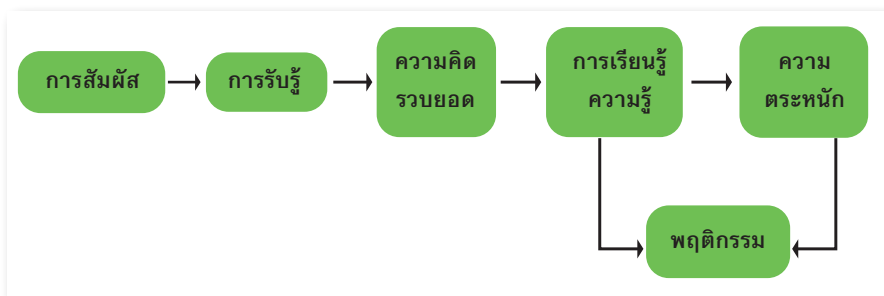 การสัมผัส
การรับรู้
ความคิด
รวบยอด
การเรียนรู้
ความรู้
ความ
ตระหนัก
พฤติกรรม